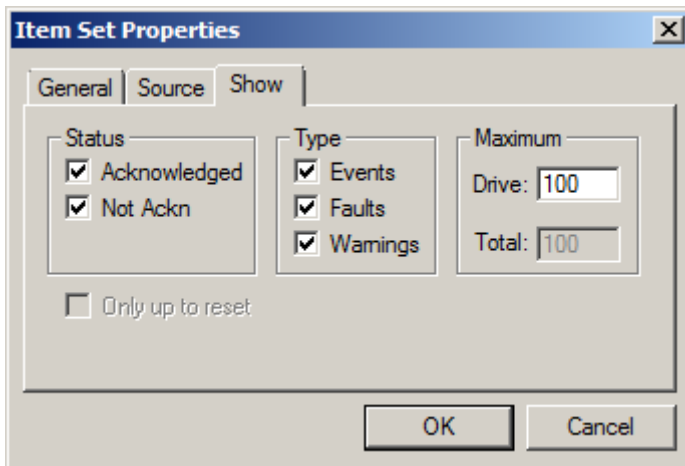 Item Set Properties
General Source Show
Status Type Maximum
Acknowledged Events Drive: 100
Not Ackn Faults
Warnings Total: 100
Only up to reset
OK Cancel